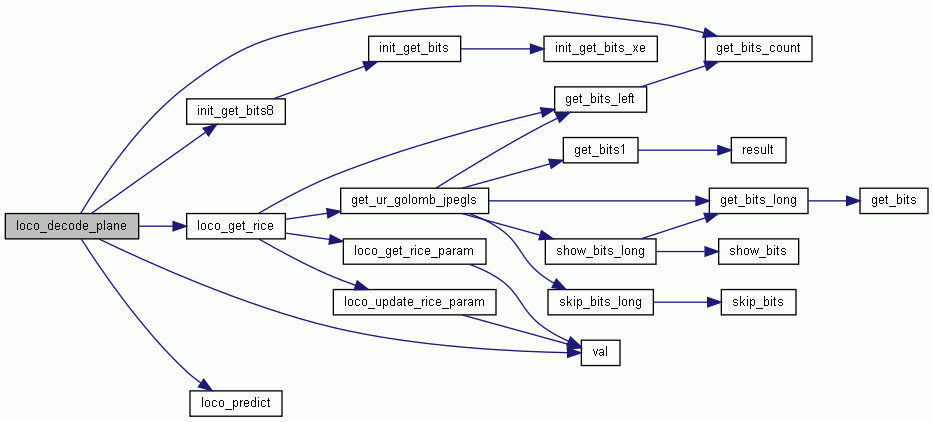 loco_decode_plane
init_get_bits8
loco_get_rice
loco_predict
init_get_bits
get_ur_golomb_jpegls
loco_get_rice_param
loco_update_rice_param
init_get_bits_xe
get_bits_left
get_bits1
show_bits_long
skip_bits_long
val
get_bits_count
result
get_bits_long
show_bits
skip_bits
get_bits